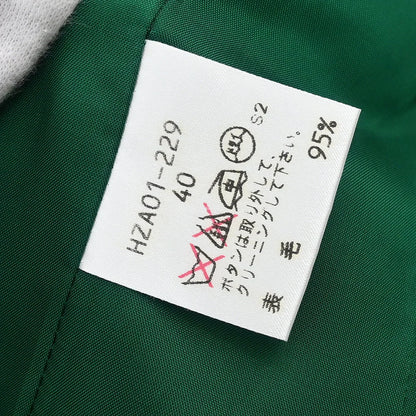 HZA01-229
40
S2
ボタンは取り外して、
クリーニングして下さい。
表 毛 95%